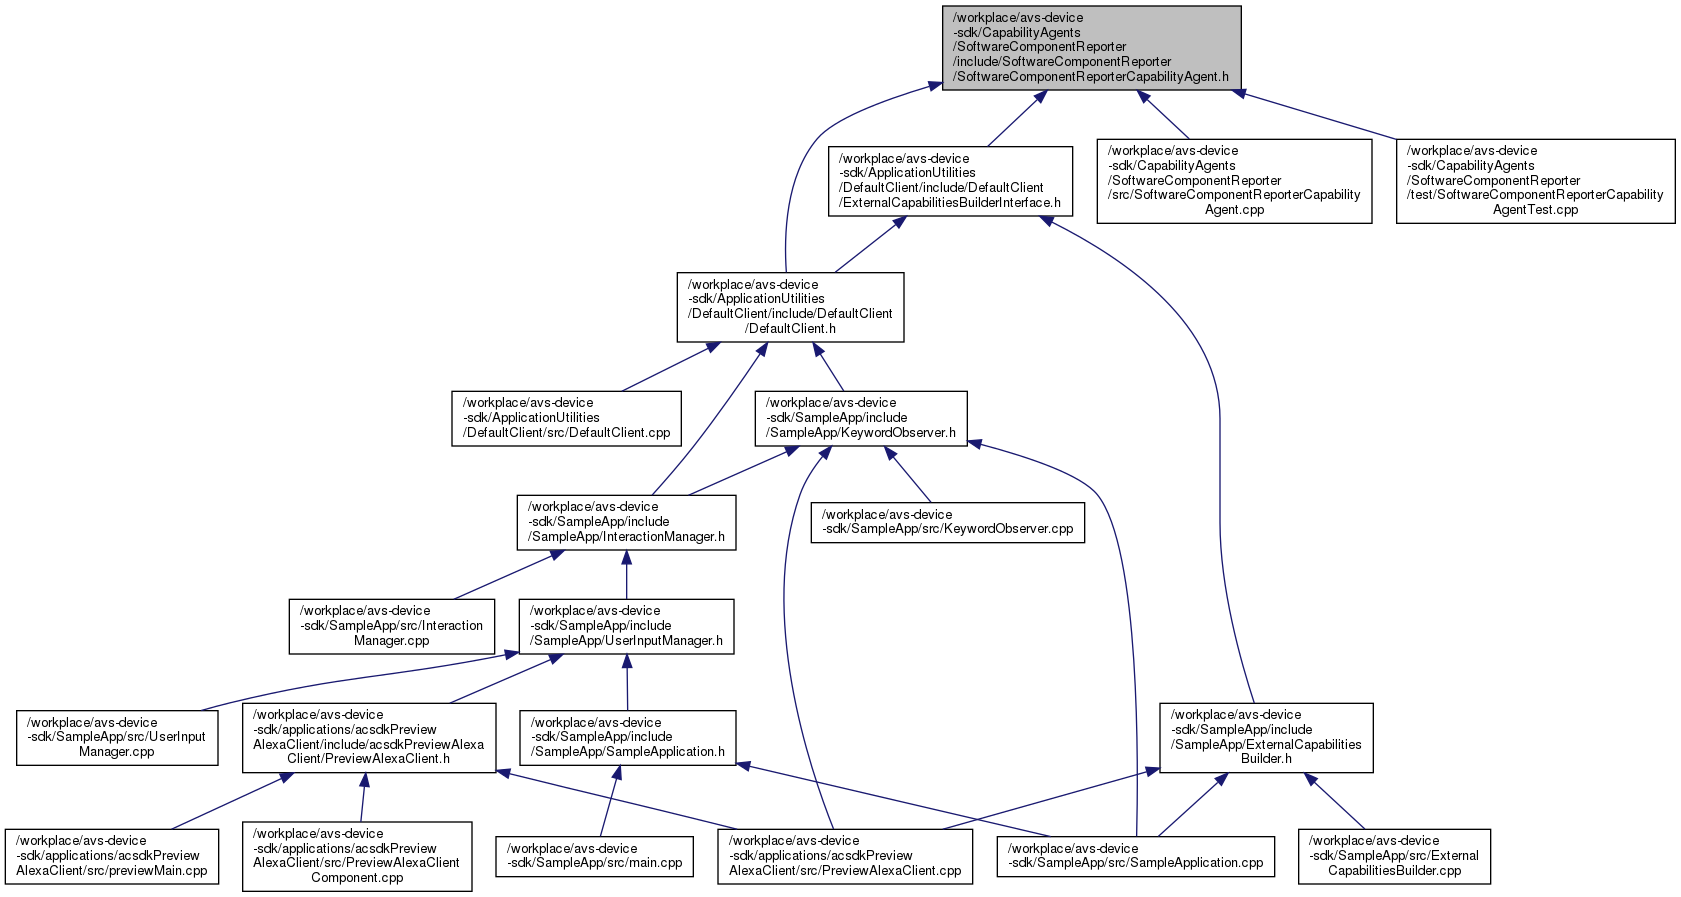 /workplace/avs-device
-sdk/CapabilityAgents
/SoftwareComponentReporter
/include/SoftwareComponentReporter
/SoftwareComponentReporterCapabilityAgent.h
/workplace/avs-device
-sdk/ApplicationUtilities
/DefaultClient/include/DefaultClient
/ExternalCapabilitiesBuilderInterface.h
/workplace/avs-device
-sdk/CapabilityAgents
/SoftwareComponentReporter
/src/SoftwareComponentReporterCapability
Agent.cpp
/workplace/avs-device
-sdk/CapabilityAgents
/SoftwareComponentReporter
/test/SoftwareComponentReporterCapability
AgentTest.cpp
/workplace/avs-device
-sdk/ApplicationUtilities
/DefaultClient/include/DefaultClient
/DefaultClient.h
/workplace/avs-device
-sdk/ApplicationUtilities
/DefaultClient/src/DefaultClient.cpp
/workplace/avs-device
-sdk/SampleApp/include
/SampleApp/KeywordObserver.h
/workplace/avs-device
-sdk/SampleApp/include
/SampleApp/InteractionManager.h
/workplace/avs-device
-sdk/SampleApp/src/KeywordObserver.cpp
/workplace/avs-device
-sdk/SampleApp/src/Interaction
Manager.cpp
/workplace/avs-device
-sdk/SampleApp/include
/SampleApp/UserInputManager.h
/workplace/avs-device
-sdk/SampleApp/src/UserInput
Manager.cpp
/workplace/avs-device
-sdk/applications/acsdkPreview
AlexaClient/include/acsdkPreviewAlexa
Client/PreviewAlexaClient.h
/workplace/avs-device
-sdk/SampleApp/include
/SampleApp/SampleApplication.h
/workplace/avs-device
-sdk/SampleApp/include
/SampleApp/ExternalCapabilities
Builder.h
/workplace/avs-device
-sdk/applications/acsdkPreview
AlexaClient/src/previewMain.cpp
/workplace/avs-device
-sdk/applications/acsdkPreview
AlexaClient/src/PreviewAlexaClient
Component.cpp
/workplace/avs-device
-sdk/SampleApp/src/main.cpp
/workplace/avs-device
-sdk/applications/acsdkPreview
AlexaClient/src/PreviewAlexaClient.cpp
/workplace/avs-device
-sdk/SampleApp/src/SampleApplication.cpp
/workplace/avs-device
-sdk/SampleApp/src/External
CapabilitiesBuilder.cpp